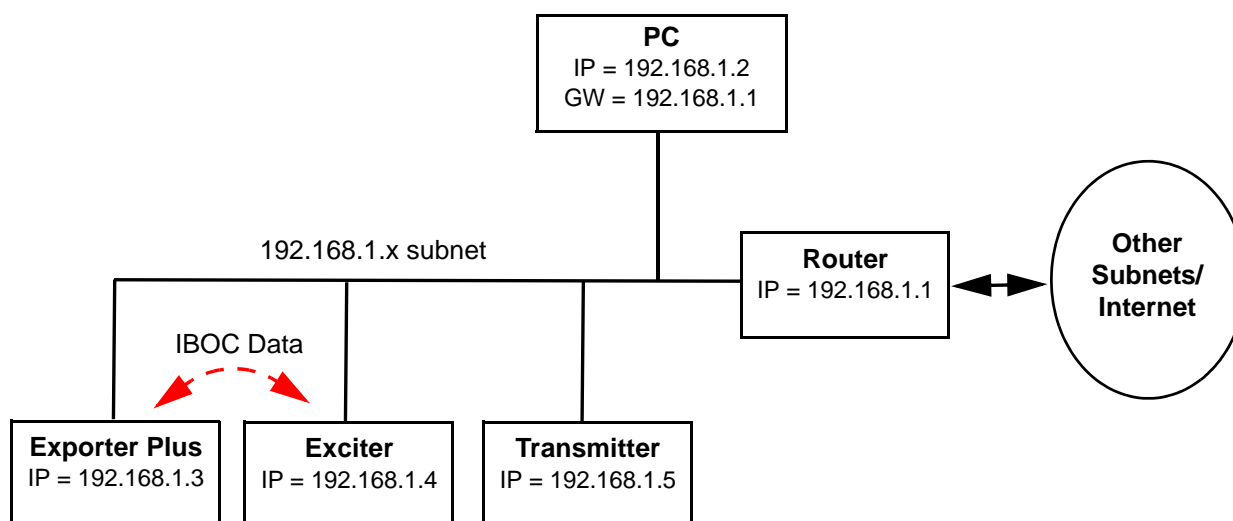 PC
IP = 192.168.1.2
GW = 192.168.1.1
192.168.1.x subnet
Router
IP = 192.168.1.1
Other
Subnets/
Internet
IBOC Data
Exporter Plus
IP = 192.168.1.3
Exciter
IP = 192.168.1.4
Transmitter
IP = 192.168.1.5